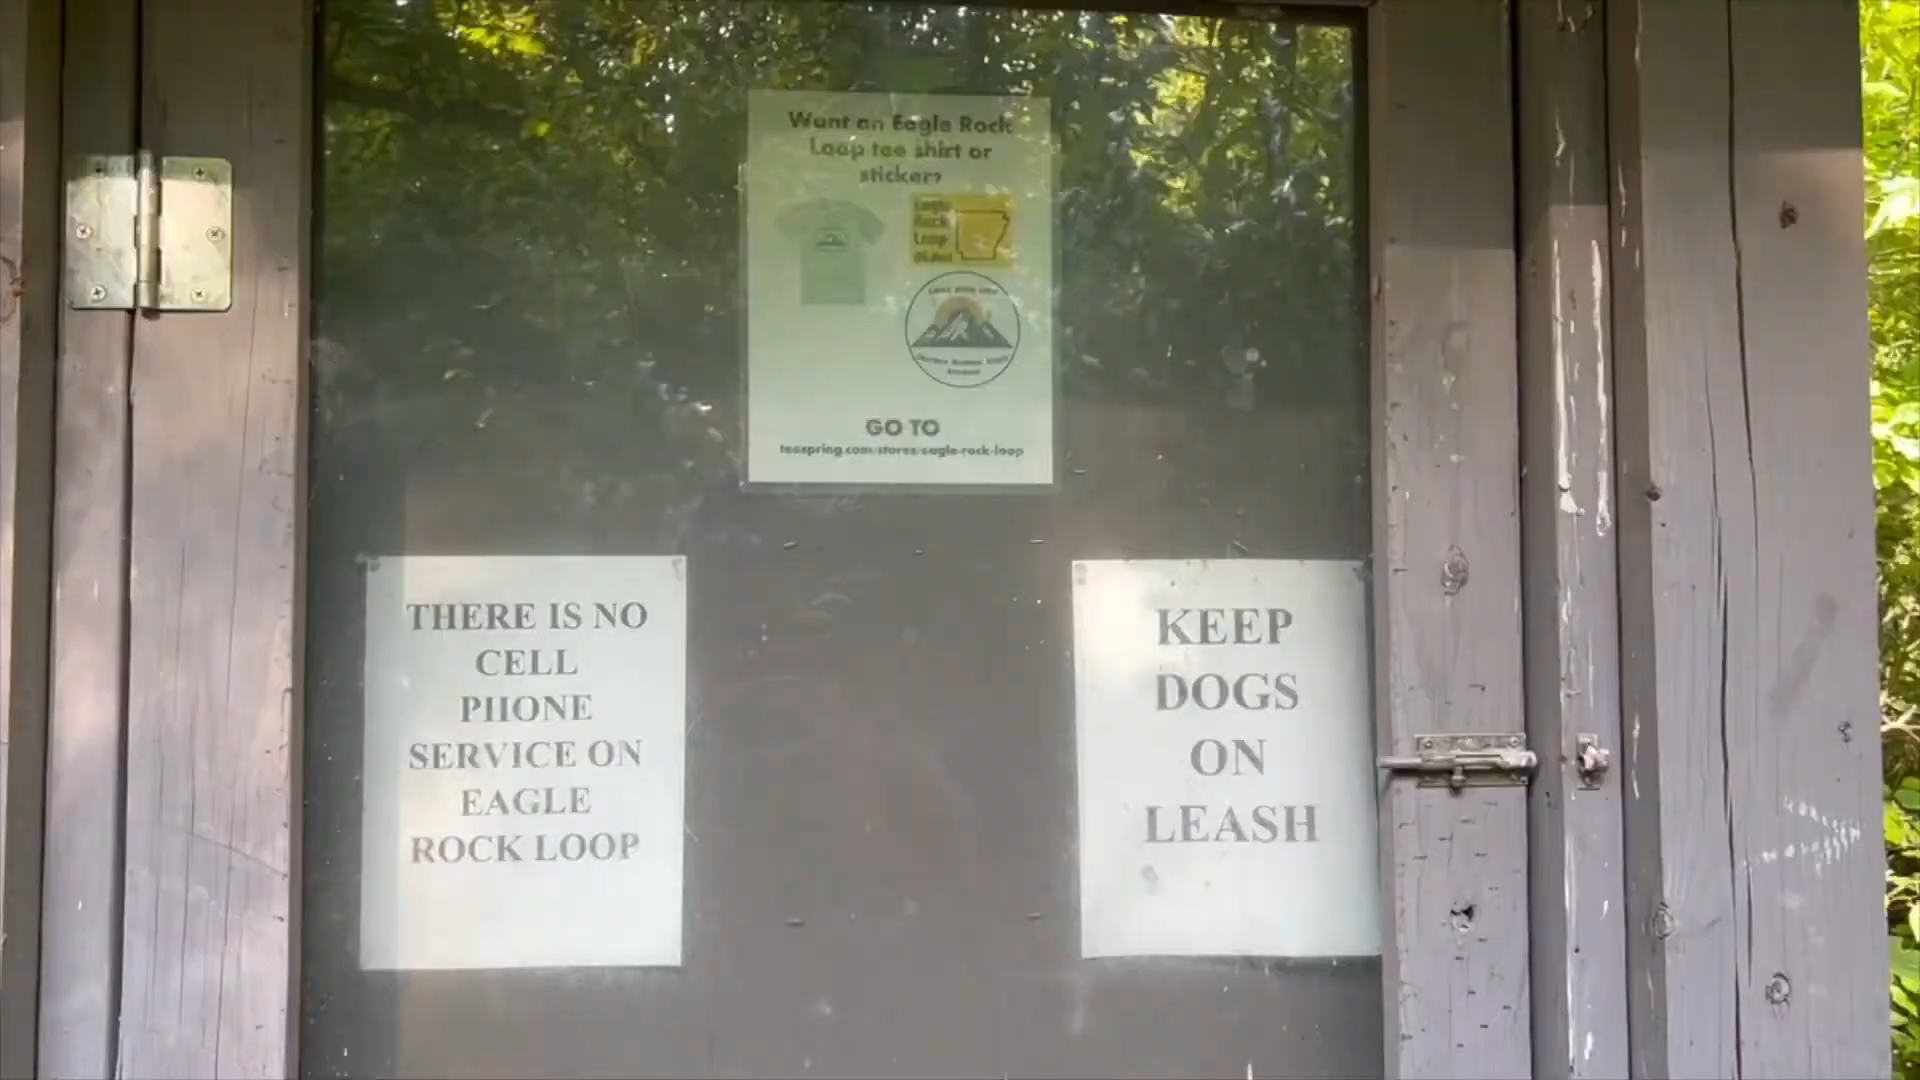 Want an Eagle Rock
Loop tee shirt or
sticker?
Eagle
Rock
Loop
GO TO
teespring.com/stores/eagle-rock-loop
THERE IS NO
CELL
PHONE
SERVICE ON
EAGLE
ROCK LOOP
KEEP
DOGS
ON
LEASH